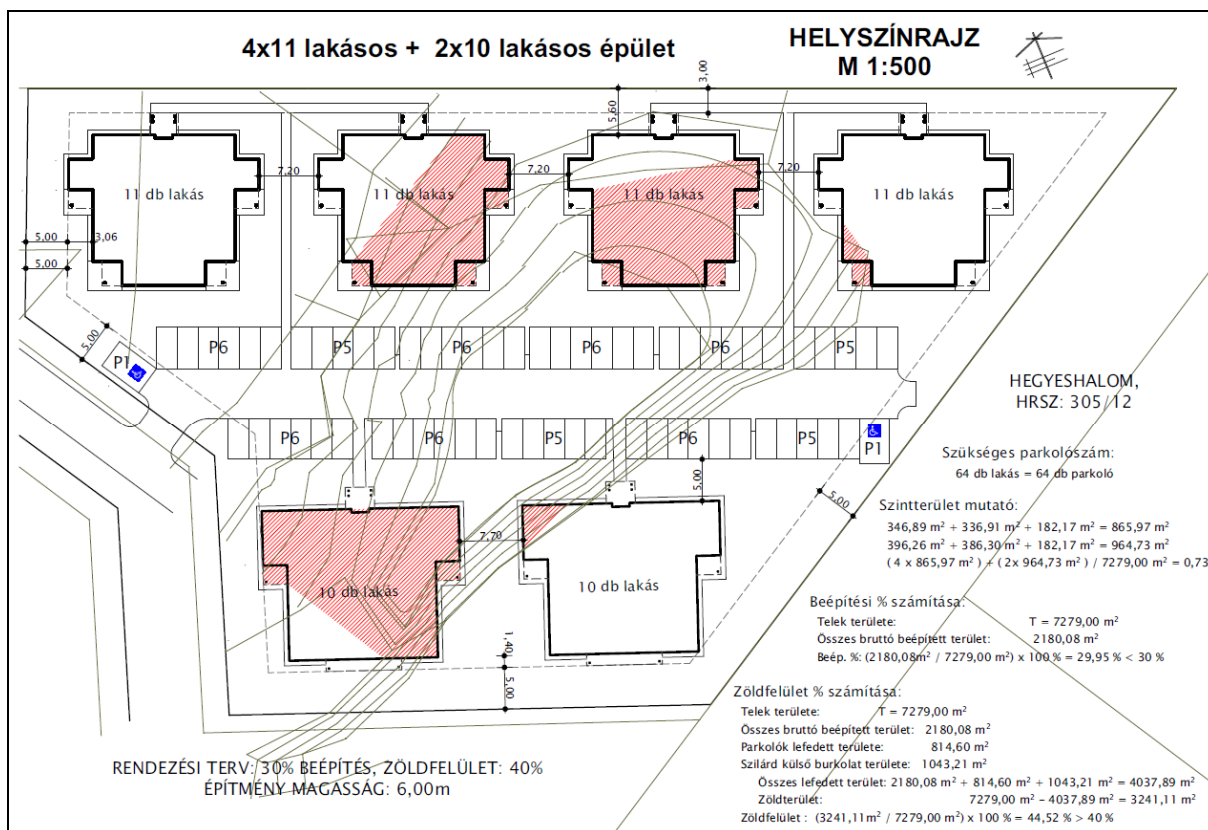 4x11 lakásos + 2x10 lakásos épület
HELYSZÍNRAJZ
M 1:500
3,00
5,60
11 db lakás
7,20
11 db lakás
7,20
11 db lakás
7,20
11 db lakás
5,00
3,06
5,00
5,00
P1
P6
P5
P6
P6
P6
P5
P6
P6
P5
P6
P5
P1
5,00
5,00
7,70
10 db lakás
10 db lakás
1,40
5,00
HEGYESHALOM,
HRSZ: 305/12
Szükséges parkolószám:
64 db lakás = 64 db parkoló
Szintterület mutató:
346,89 m² + 336,91 m² + 182,17 m² = 865,97 m²
396,26 m² + 386,30 m² + 182,17 m² = 964,73 m²
( 4 x 865,97 m² ) + ( 2x 964,73 m² ) / 7279,00 m² = 0,73
Beépítési % számítása:
Telek területe: T = 7279,00 m²
Összes bruttó beépített terület: 2180,08 m²
Beép. %: (2180,08m² / 7279,00 m²) x 100 % = 29,95 % < 30 %
Zöldfelület % számítása:
Telek területe: T = 7279,00 m²
Összes bruttó beépített terület: 2180,08 m²
Parkolók lefedett területe: 814,60 m²
Szilárd külső burkolat területe: 1043,21 m²
Összes lefedett terület: 2180,08 m² + 814,60 m² + 1043,21 m² = 4037,89 m²
Zöldterület: 7279,00 m² - 4037,89 m² = 3241,11 m²
Zöldfelület : (3241,11m² / 7279,00 m²) x 100 % = 44,52 % > 40 %
RENDEZÉSI TERV: 30% BEÉPÍTÉS, ZÖLDFELÜLET: 40%
ÉPÍTMÉNY MAGASSÁG: 6,00m